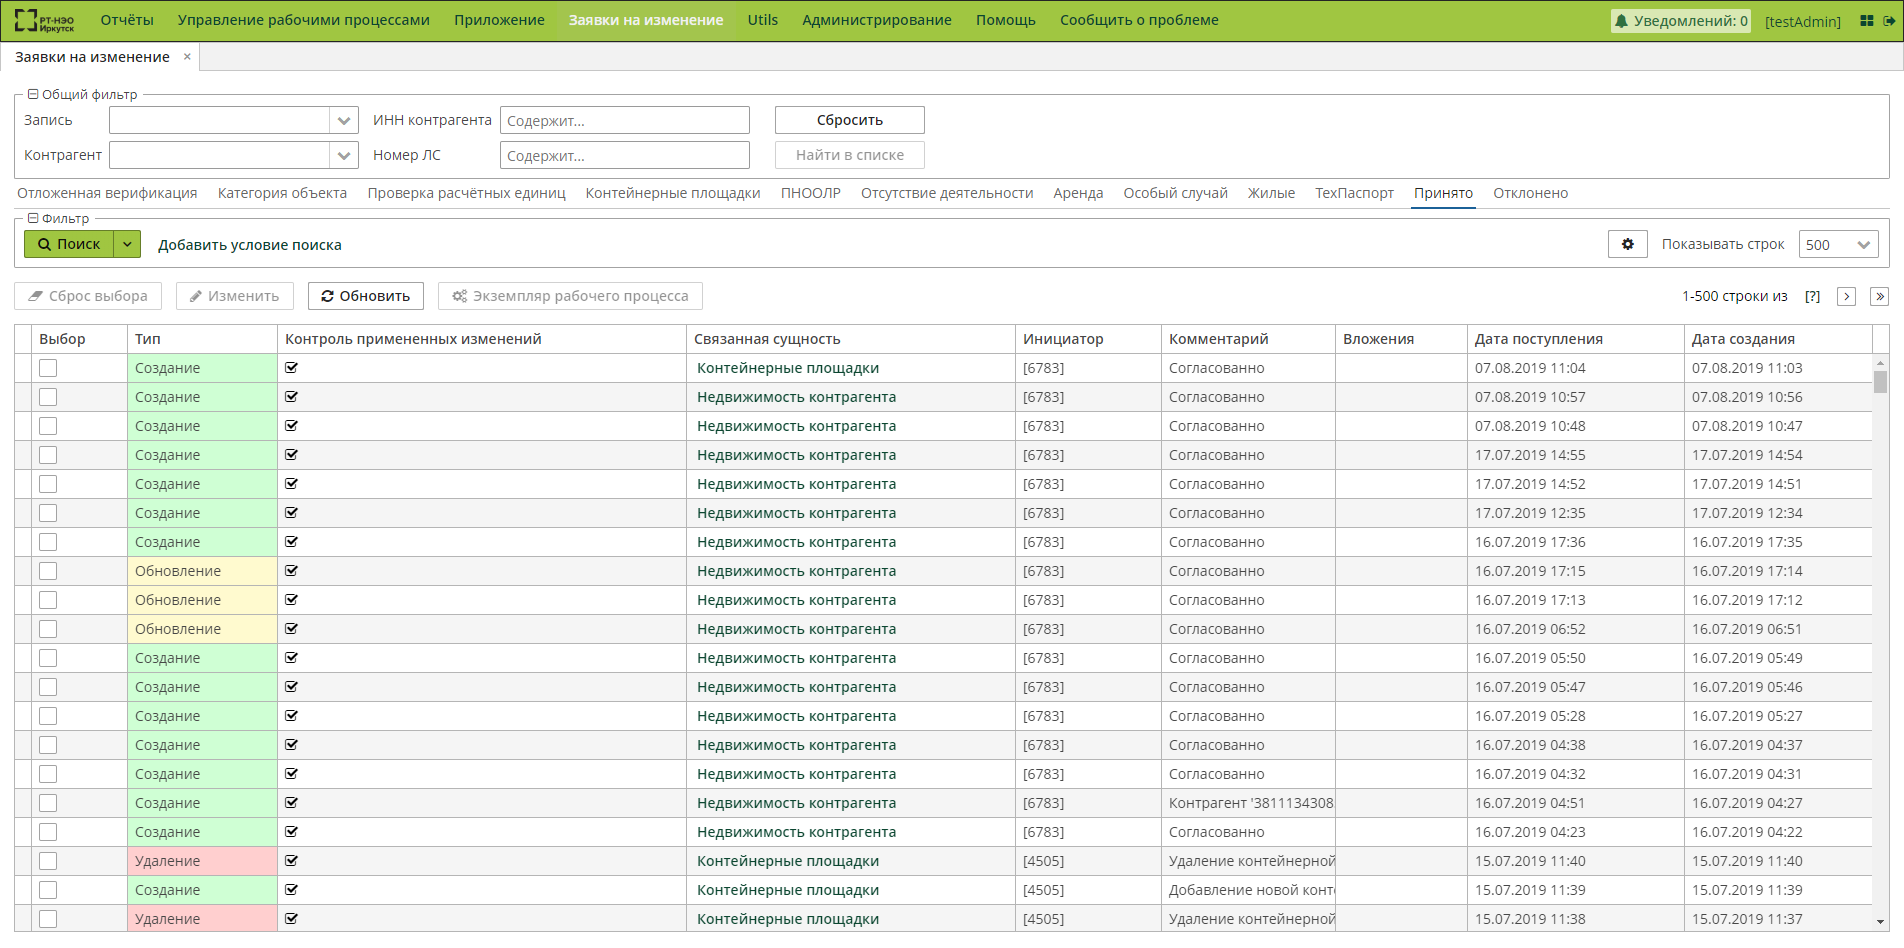 РТ-НЭО Иркутск Отчёты Управление рабочими процессами Приложение Заявки на изменение Utils Администрирование Помощь Сообщить о проблеме Уведомлений: 0 [testAdmin]
Заявки на изменение ×
Общий фильтр
Запись ИНН контрагента Содержит... Сбросить
Контрагент Номер ЛС Содержит... Найти в списке
Отложенная верификация Категория объекта Проверка расчётных единиц Контейнерные площадки ПНООЛР Отсутствие деятельности Аренда Особый случай Жилые ТехПаспорт Принято Отклонено
Фильтр
Поиск Добавить условие поиска Показывать строк 500
Сброс выбора Изменить Обновить Экземпляр рабочего процесса 1-500 строки из [?]
Выбор Тип Контроль примененных изменений Связанная сущность Инициатор Комментарий Вложения Дата поступления Дата создания
Создание Контейнерные площадки [6783] Согласованно 07.08.2019 11:04 07.08.2019 11:03
Создание Недвижимость контрагента [6783] Согласованно 07.08.2019 10:57 07.08.2019 10:56
Создание Недвижимость контрагента [6783] Согласованно 07.08.2019 10:48 07.08.2019 10:47
Создание Недвижимость контрагента [6783] Согласованно 17.07.2019 14:55 17.07.2019 14:54
Создание Недвижимость контрагента [6783] Согласованно 17.07.2019 14:52 17.07.2019 14:51
Создание Недвижимость контрагента [6783] Согласованно 17.07.2019 12:35 17.07.2019 12:34
Создание Недвижимость контрагента [6783] Согласованно 16.07.2019 17:36 16.07.2019 17:35
Обновление Недвижимость контрагента [6783] Согласованно 16.07.2019 17:15 16.07.2019 17:14
Обновление Недвижимость контрагента [6783] Согласованно 16.07.2019 17:13 16.07.2019 17:12
Обновление Недвижимость контрагента [6783] Согласованно 16.07.2019 06:52 16.07.2019 06:51
Создание Недвижимость контрагента [6783] Согласованно 16.07.2019 05:50 16.07.2019 05:49
Создание Недвижимость контрагента [6783] Согласованно 16.07.2019 05:47 16.07.2019 05:46
Создание Недвижимость контрагента [6783] Согласованно 16.07.2019 05:28 16.07.2019 05:27
Создание Недвижимость контрагента [6783] Согласованно 16.07.2019 04:38 16.07.2019 04:37
Создание Недвижимость контрагента [6783] Согласованно 16.07.2019 04:32 16.07.2019 04:31
Создание Недвижимость контрагента [6783] Контрагент '3811134308 16.07.2019 04:51 16.07.2019 04:27
Создание Недвижимость контрагента [6783] Согласованно 16.07.2019 04:23 16.07.2019 04:22
Удаление Контейнерные площадки [4505] Удаление контейнерной 15.07.2019 11:40 15.07.2019 11:40
Создание Контейнерные площадки [4505] Добавление новой конт 15.07.2019 11:39 15.07.2019 11:39
Удаление Контейнерные площадки [4505] Удаление контейнерной 15.07.2019 11:38 15.07.2019 11:37